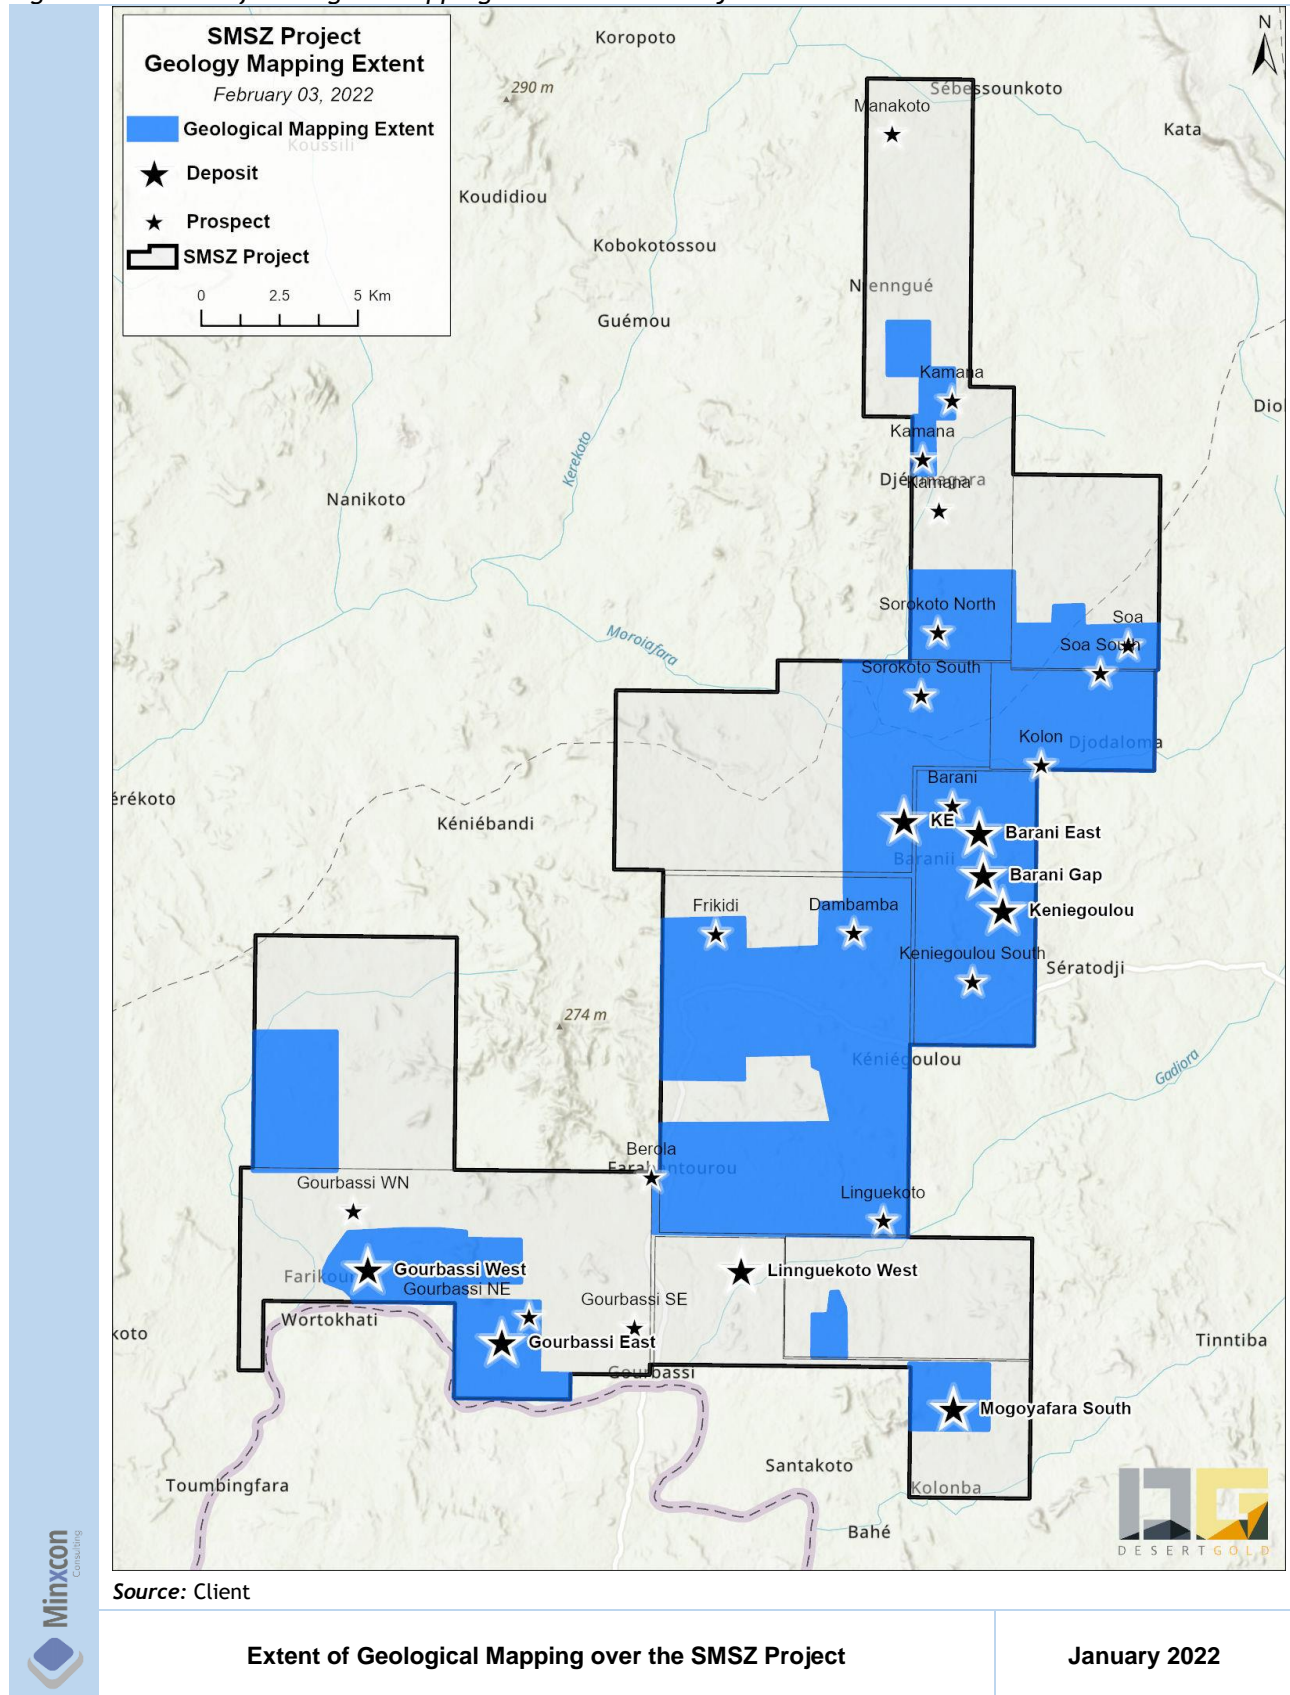 SMSZ Project
Geology Mapping Extent
February 03, 2022
Geological Mapping Extent
Koussili
Deposit
Prospect
SMSZ Project
0 2.5 5 Km
N
Koropoto
290 m
Sébessounkoto
Manakoto
Kata
Koudidiou
Kobokotossou
Guémou
Kamana
Kerekoto
Kamana
Kamana
Nanikoto
Moroiafara
Sorokoto North
Soa
Soa South
Sorokoto South
Kolon
Djodaloma
Barani
KE
Barani East
Baranii
Barani Gap
Keniegoulou
Kéniébandi
Frikidi
Dambamba
Keniegoulou South
Sératodji
274 m
Kéniégoulou
Gadiora
Berola
Gourbassi WN
Linguekoto
Gourbassi West
Linnguekoto West
Gourbassi NE
Gourbassi SE
Wortokhati
Gourbassi East
Gourbassi
Tinntiba
Mogoyafara South
Santakoto
Toumbingfara
Kolonba
Bahé
DESERTGOLD
Minxcon
Consulting
Source: Client
Extent of Geological Mapping over the SMSZ Project
January 2022